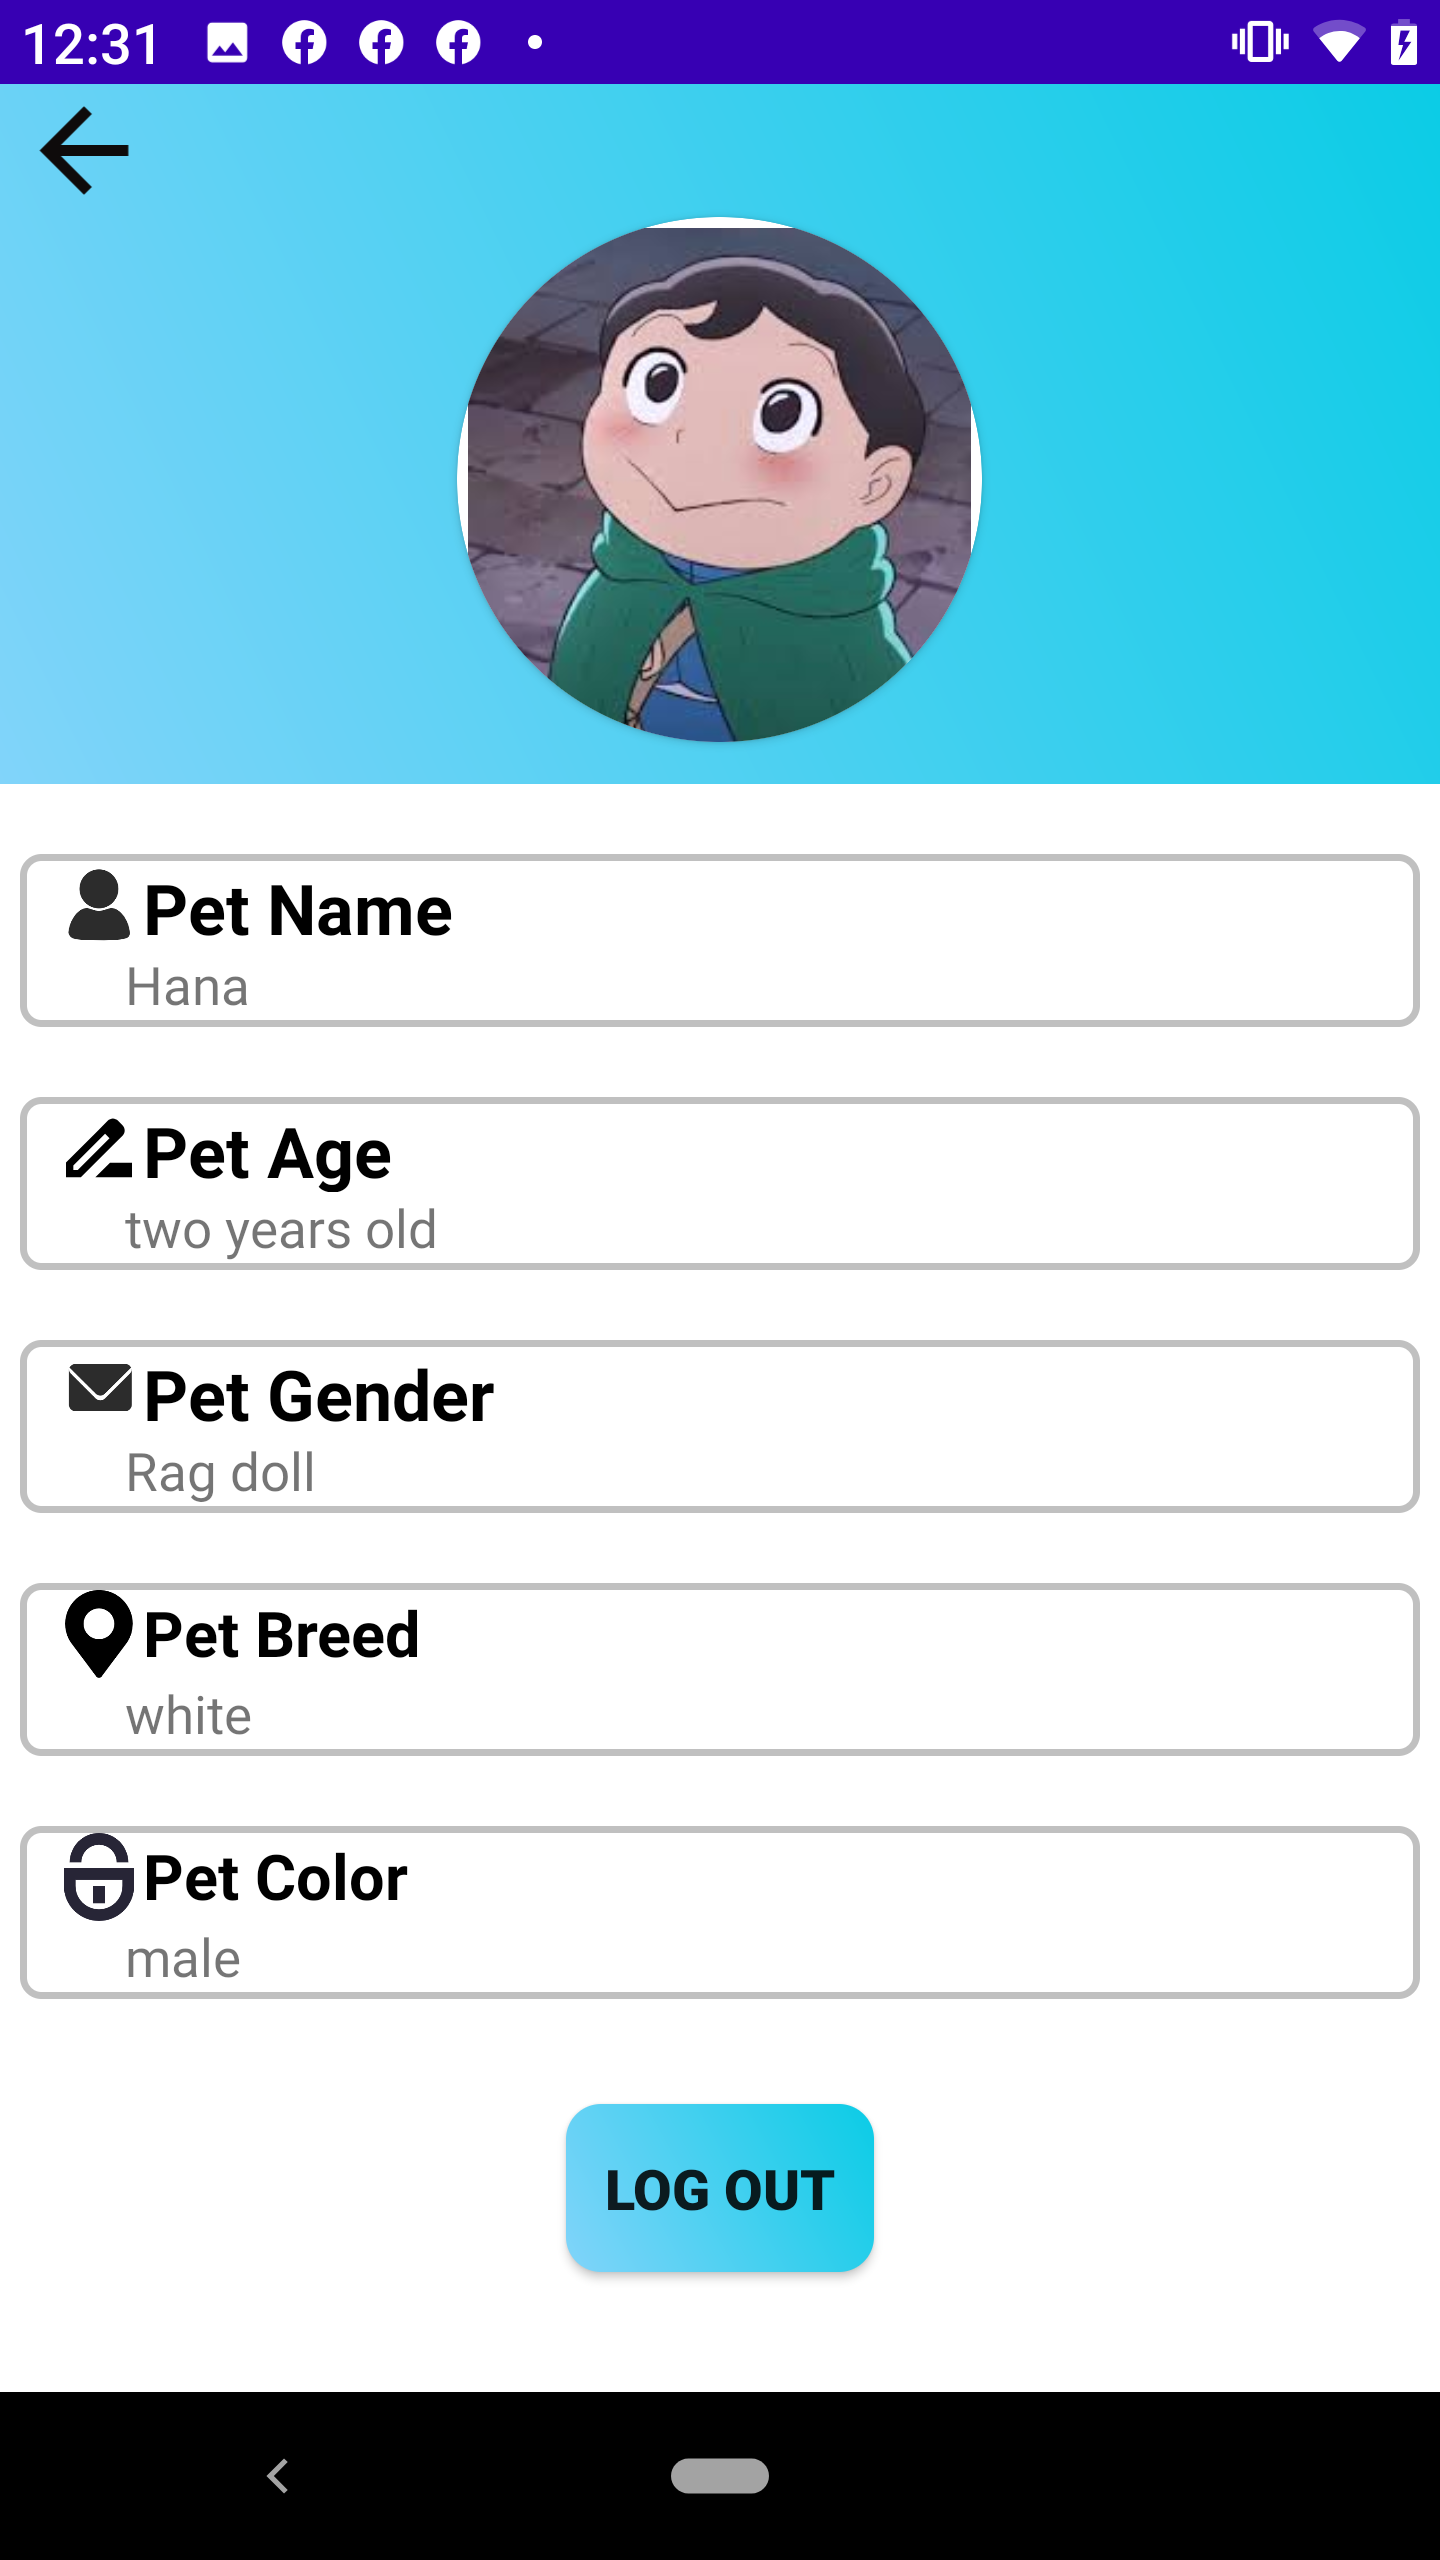 12:31
Pet Name
Hana
Pet Age
two years old
Pet Gender
Rag doll
Pet Breed
white
Pet Color
male
LOG OUT